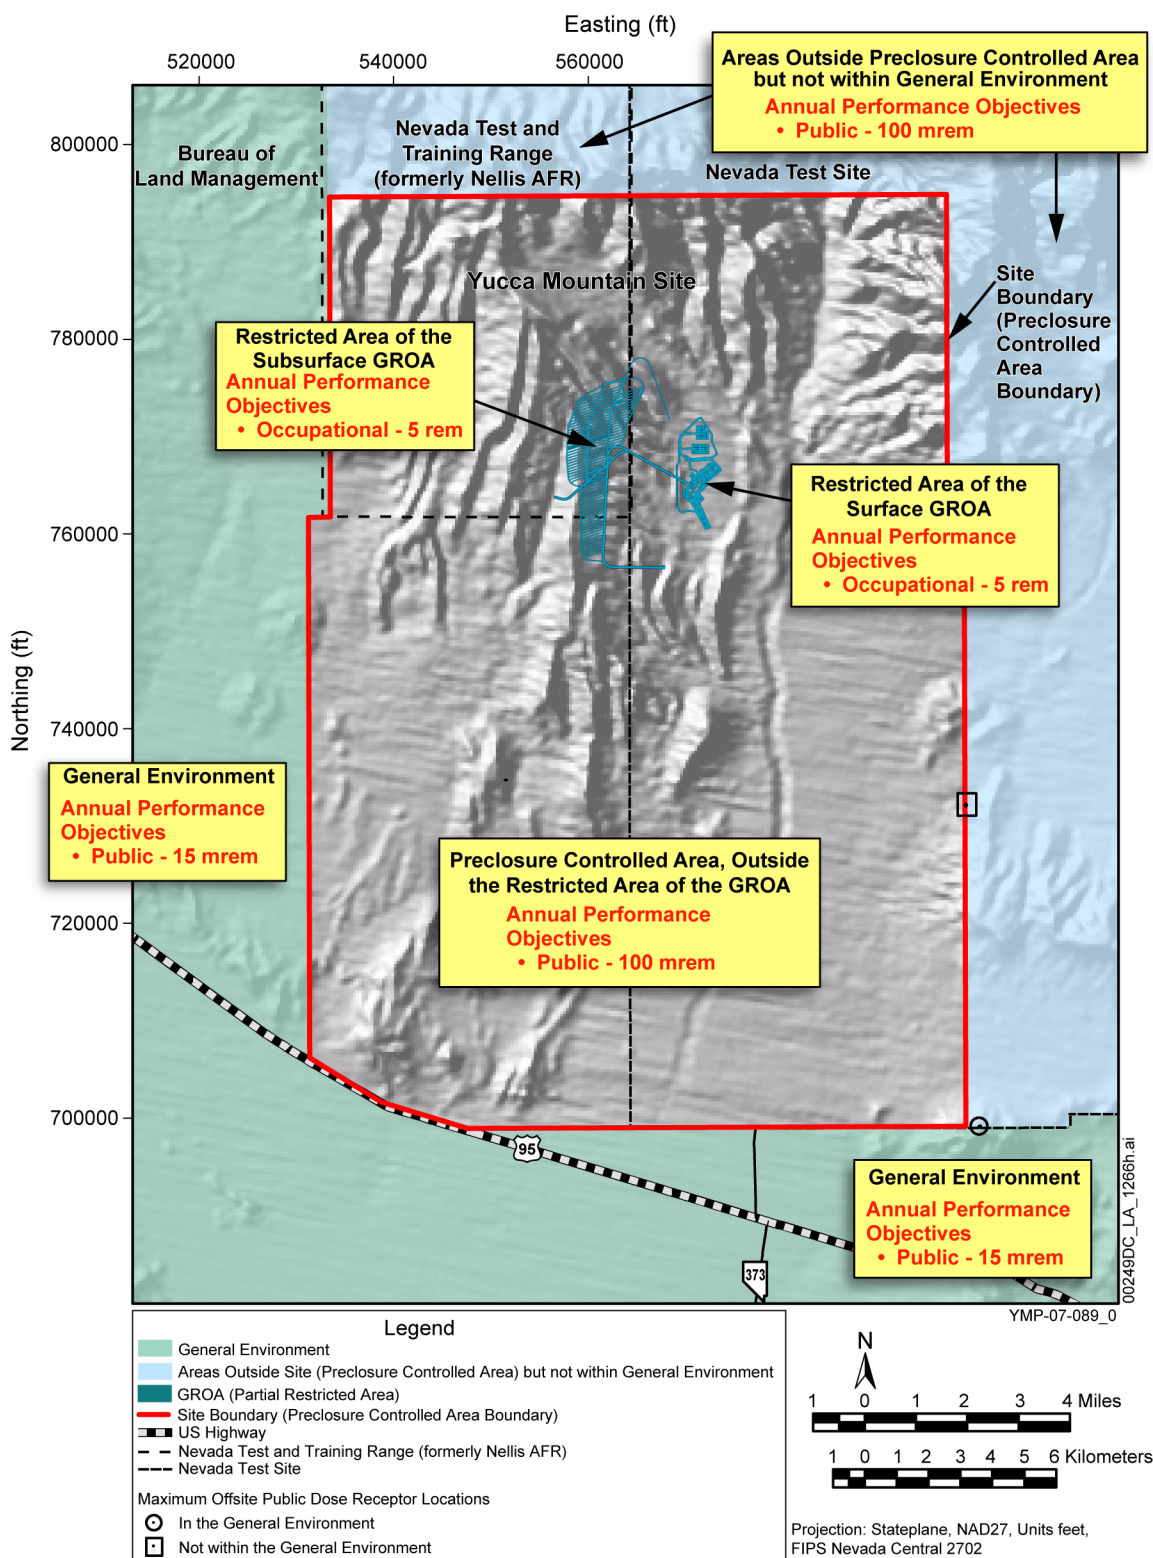 Easting (ft)
520000
540000
560000
Areas Outside Preclosure Controlled Area
but not within General Environment
Annual Performance Objectives
• Public - 100 mrem
800000
780000
760000
740000
720000
700000
Northing (ft)
Bureau of
Land Management
Nevada Test and
Training Range
(formerly Nellis AFR)
Nevada Test Site
Yucca Mountain Site
Site
Boundary
(Preclosure
Controlled
Area
Boundary)
Restricted Area of the
Subsurface GROA
Annual Performance
Objectives
• Occupational - 5 rem
Restricted Area of the
Surface GROA
Annual Performance
Objectives
• Occupational - 5 rem
General Environment
Annual Performance
Objectives
• Public - 15 mrem
Preclosure Controlled Area, Outside
the Restricted Area of the GROA
Annual Performance
Objectives
• Public - 100 mrem
95
373
General Environment
Annual Performance
Objectives
• Public - 15 mrem
00249DC_LA_1266h.ai
YMP-07-089_0
Legend
General Environment
Areas Outside Site (Preclosure Controlled Area) but not within General Environment
GROA (Partial Restricted Area)
Site Boundary (Preclosure Controlled Area Boundary)
US Highway
Nevada Test and Training Range (formerly Nellis AFR)
Nevada Test Site
Maximum Offsite Public Dose Receptor Locations
In the General Environment
Not within the General Environment
N
1 0 1 2 3 4 Miles
1 0 1 2 3 4 5 6 Kilometers
Projection: Stateplane, NAD27, Units feet,
FIPS Nevada Central 2702